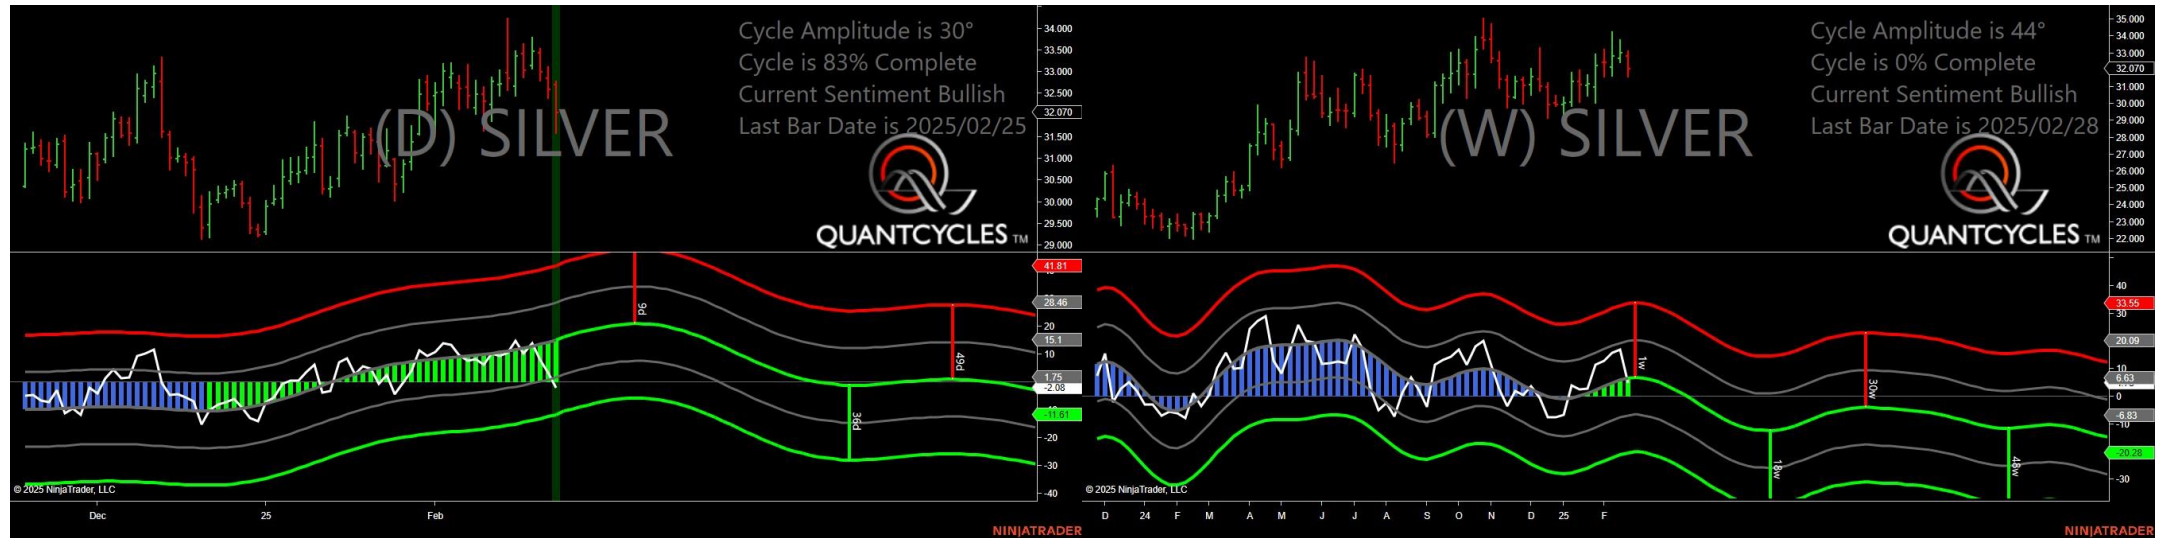 Cycle Amplitude is 30°
Cycle is 83% Complete
Current Sentiment Bullish
Last Bar Date is 2025/02/25
(D) SILVER
QUANTCYCLES TM
34.000
33.500
33.000
32.500
32.070
31.500
31.000
30.500
30.000
29.500
29.000
41.81
28.46
20
15.1
10
1.75
-2.08
-11.61
-20
-30
-40
9d
36d
49d
© 2025 NinjaTrader, LLC
Dec 25 Feb
NINJATRADER
Cycle Amplitude is 44°
Cycle is 0% Complete
Current Sentiment Bullish
Last Bar Date is 2025/02/28
(W) SILVER
QUANTCYCLES TM
35.000
34.000
33.000
32.070
31.000
30.000
29.000
28.000
27.000
26.000
25.000
24.000
23.000
22.000
40
33.55
30
20.09
10
6.63
0
-6.83
-10
-20.28
-30
1w
18w
30w
48w
© 2025 NinjaTrader, LLC
D 24 F M A M J J A S O N D 25 F
NINJATRADER